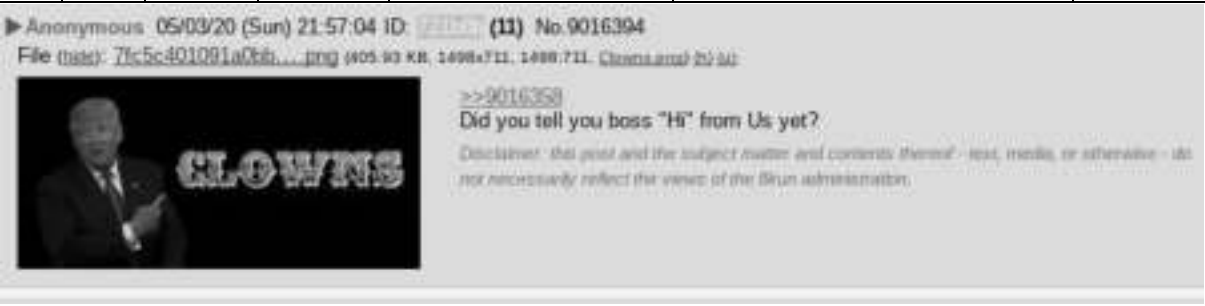 ▶Anonymous 05/03/20 (Sun) 21:57:04 ID: (11) No.9016394
File (hide): 7fc5c401091a0bb….png (405.93 KB, 1498x711, 1498:711, Clowns.png) (h) (u)
>>9016358
Did you tell you boss "Hi" from Us yet?
CLOWNS
Disclaimer: this post and the subject matter and contents thereof - text, media, or otherwise - do
not necessarily reflect the views of the 8kun administration.